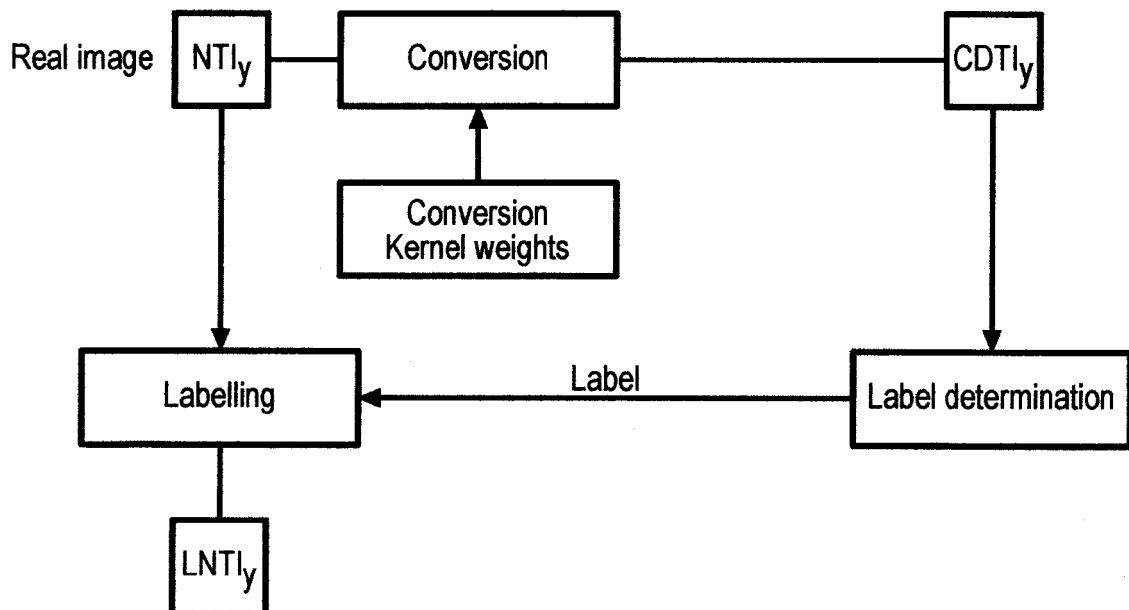 Real image
NTIy
Conversion
CDTIy
Conversion
Kernel weights
Labelling
Label
Label determination
LNTIy